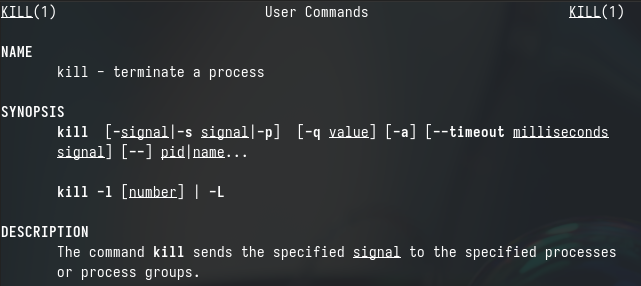 KILL(1) User Commands KILL(1)
NAME
kill - terminate a process
SYNOPSIS
kill [-signal|-s signal|-p] [-q value] [-a] [--timeout milliseconds
signal] [--] pid|name...
kill -l [number] | -L
DESCRIPTION
The command kill sends the specified signal to the specified processes
or process groups.